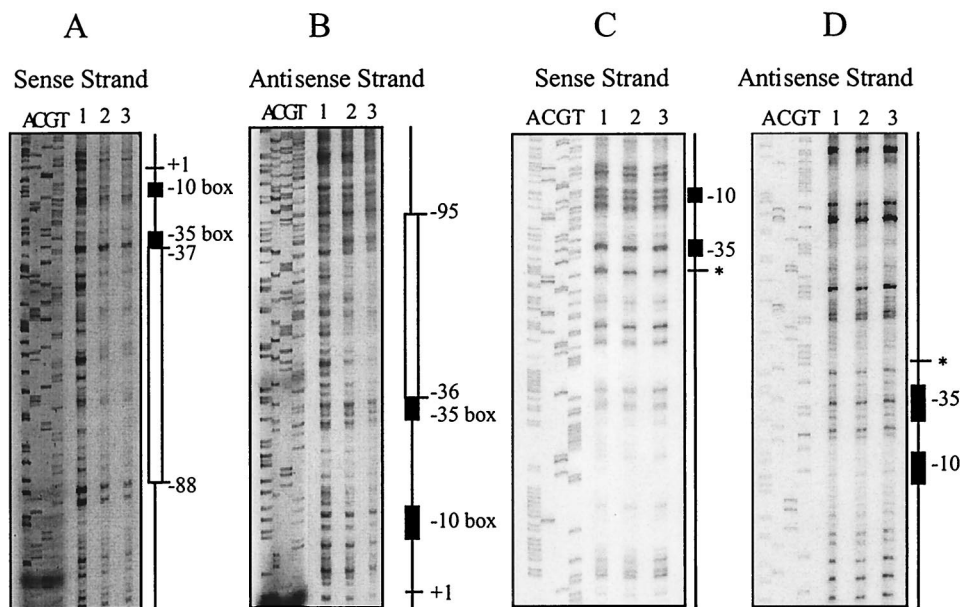 A
B
C
D
Sense Strand
Antisense Strand
Sense Strand
Antisense Strand
ACGT 1 2 3
ACGT 1 2 3
ACGT 1 2 3
ACGT 1 2 3
+1
-10 box
-35 box
-37
-88
-95
-36
-35 box
-10 box
+1
-10
-35
*
*
-35
-10